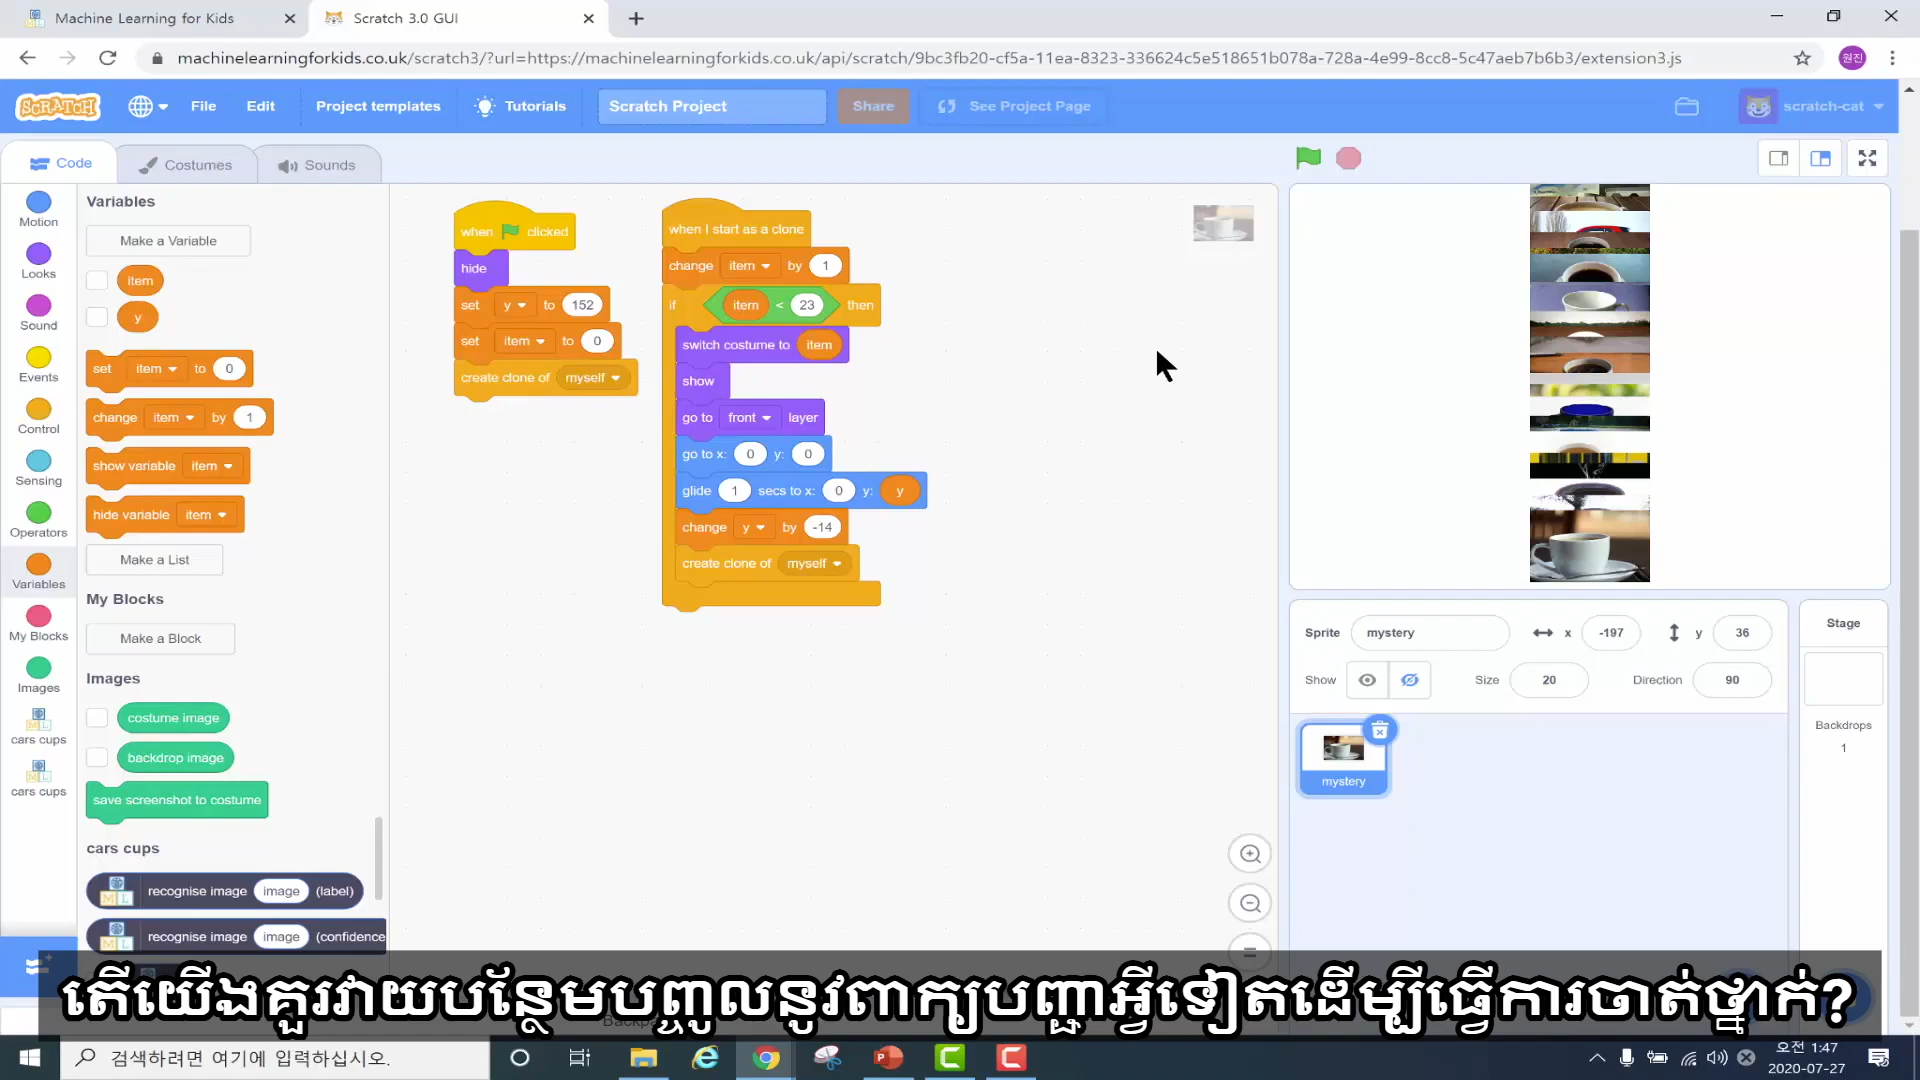 Machine Learning for Kids
Scratch 3.0 GUI
machinelearningforkids.co.uk/scratch3/?url=https://machinelearningforkids.co.uk/api/scratch/9bc3fb20-cf5a-11ea-8323-336624c5e518651b078a-728a-4e99-8cc8-5c47aeb7b6b3/extension3.js
원진
SCRATCH File Edit Project templates Tutorials Scratch Project Share See Project Page scratch-cat
Code Costumes Sounds
Motion
Looks
Sound
Events
Control
Sensing
Operators
Variables
My Blocks
Images
cars cups
cars cups
Variables
Make a Variable
item
y
set item to 0
change item by 1
show variable item
hide variable item
Make a List
My Blocks
Make a Block
Images
costume image
backdrop image
save screenshot to costume
cars cups
recognise image image (label)
recognise image image (confidence
when clicked
hide
set y to 152
set item to 0
create clone of myself
when I start as a clone
change item by 1
if item < 23 then
switch costume to item
show
go to front layer
go to x: 0 y: 0
glide 1 secs to x: 0 y: y
change y by -14
create clone of myself
Sprite mystery x -197 y 36
Show Size 20 Direction 90
mystery
Stage
Backdrops
1
តើយើងគួរវាយបន្ថែមបញ្ចូលនូវពាក្យបញ្ជាអ្វីទៀតដើម្បីធ្វើការចាត់ថ្នាក់?
검색하려면 여기에 입력하십시오.
오전 1:47
2020-07-27